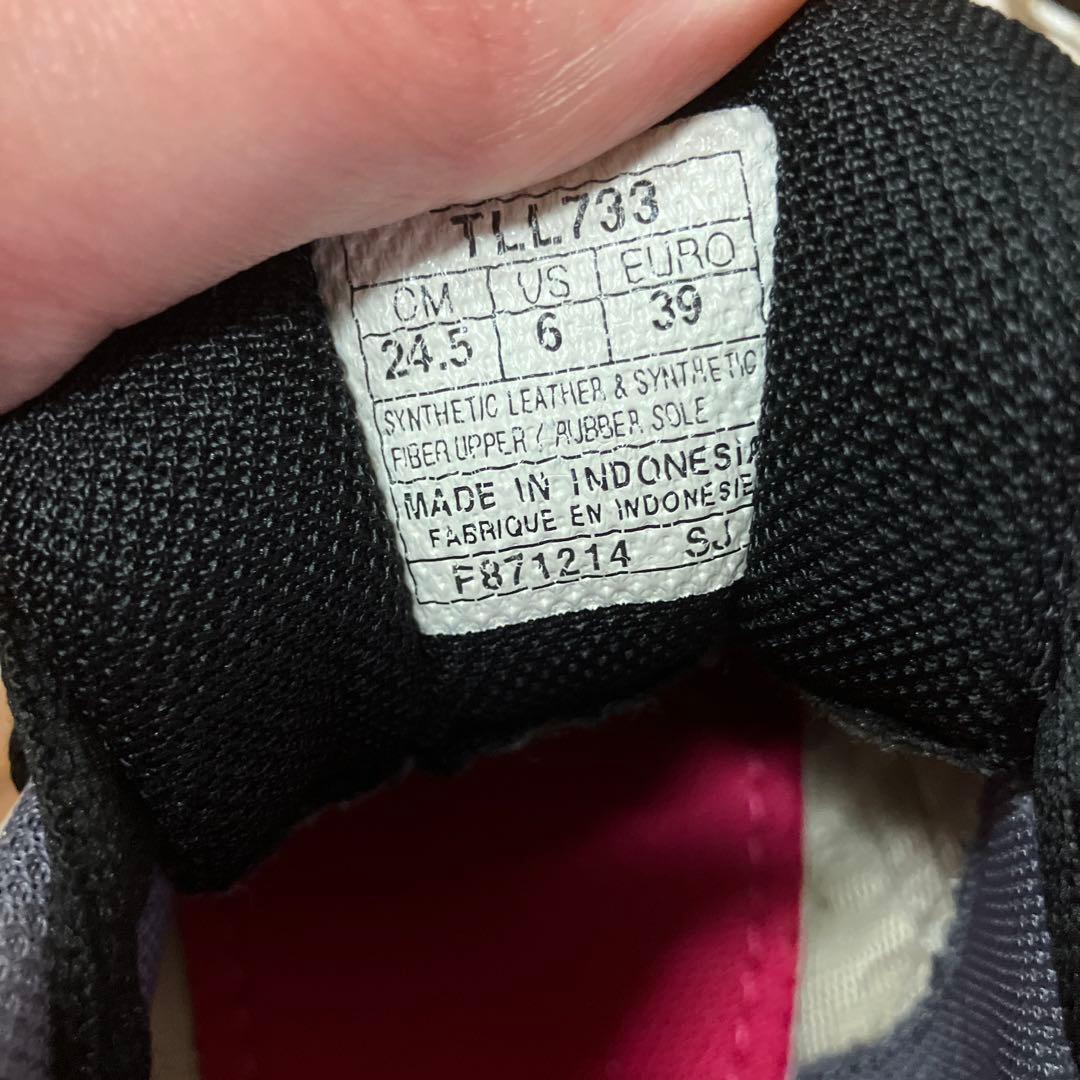 TLL733
CM US EURO
24.5 6 39
SYNTHETIC LEATHER & SYNTHETIC
FIBER UPPER / RUBBER SOLE
MADE IN INDONESIA
FABRIQUE EN INDONESIE
F871214 SJ